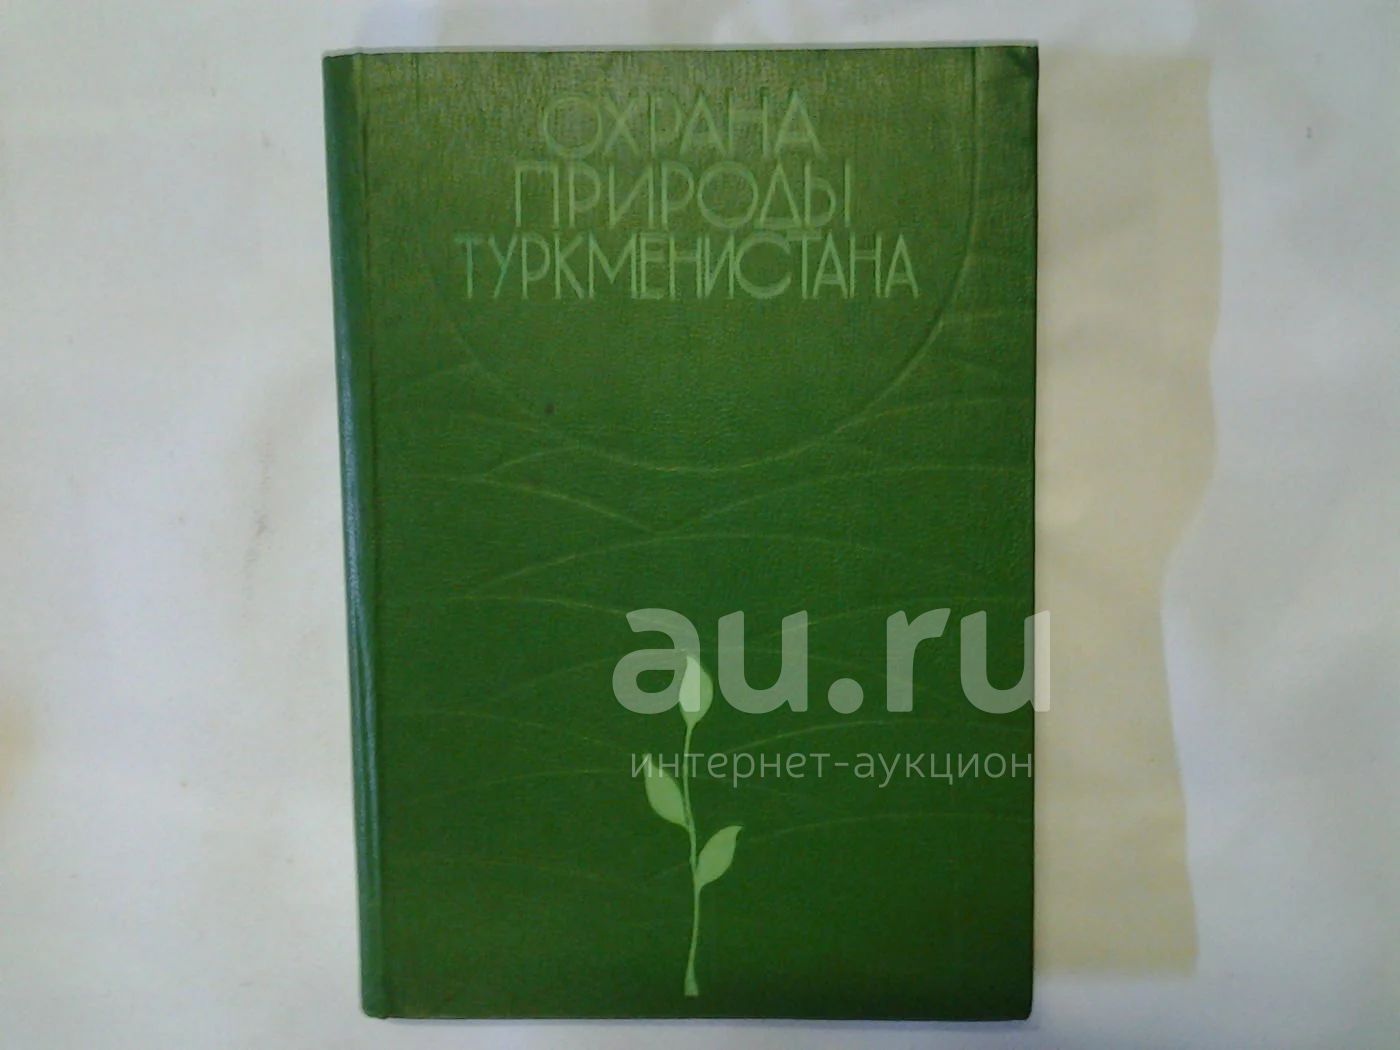 ОХРАНА
ПРИРОДЫ
ТУРКМЕНИСТАНА
au.ru
интернет-аукцион